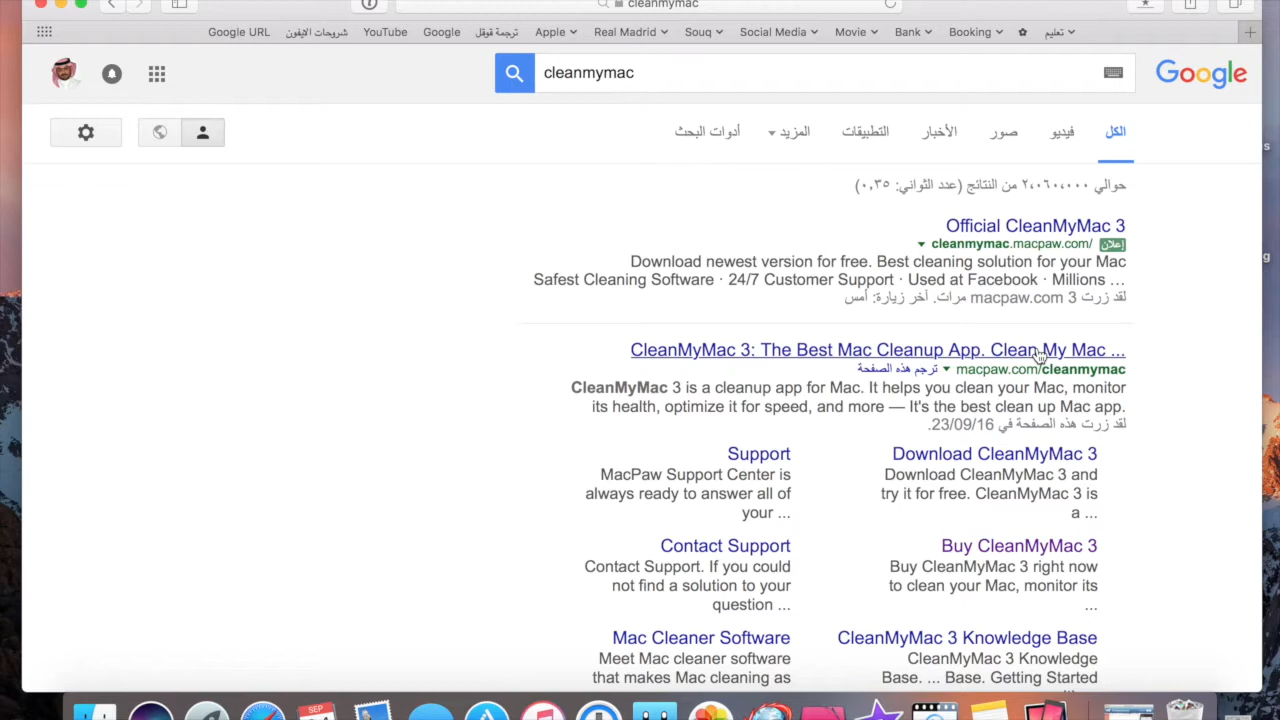 cleanmymac
Google URL
شروحات الايفون
YouTube
Google
ترجمة قوقل
Apple
Real Madrid
Souq
Social Media
Movie
Bank
Booking
تعليم
cleanmymac
Google
الكل
فيديو
صور
الأخبار
التطبيقات
المزيد
أدوات البحث
حوالي ٢،٠٦٠،٠٠٠ من النتائج (عدد الثواني: ٠,٣٥)
Official CleanMyMac 3
إعلان cleanmymac.macpaw.com/
Download newest version for free. Best cleaning solution for your Mac
Safest Cleaning Software · 24/7 Customer Support · Used at Facebook · Millions ...
لقد زرت macpaw.com 3 مرات. آخر زيارة: أمس
CleanMyMac 3: The Best Mac Cleanup App. Clean My Mac ...
macpaw.com/cleanmymac ترجم هذه الصفحة
CleanMyMac 3 is a cleanup app for Mac. It helps you clean your Mac, monitor
its health, optimize it for speed, and more — It's the best clean up Mac app.
لقد زرت هذه الصفحة في 23/09/16.
Download CleanMyMac 3
Download CleanMyMac 3 and
try it for free. CleanMyMac 3 is
a ...
Support
MacPaw Support Center is
always ready to answer all of
your ...
Buy CleanMyMac 3
Buy CleanMyMac 3 right now
to clean your Mac, monitor its
...
Contact Support
Contact Support. If you could
not find a solution to your
question ...
CleanMyMac 3 Knowledge Base
CleanMyMac 3 Knowledge
Base. ... Base. Getting Started
Mac Cleaner Software
Meet Mac cleaner software
that makes Mac cleaning as
SEP